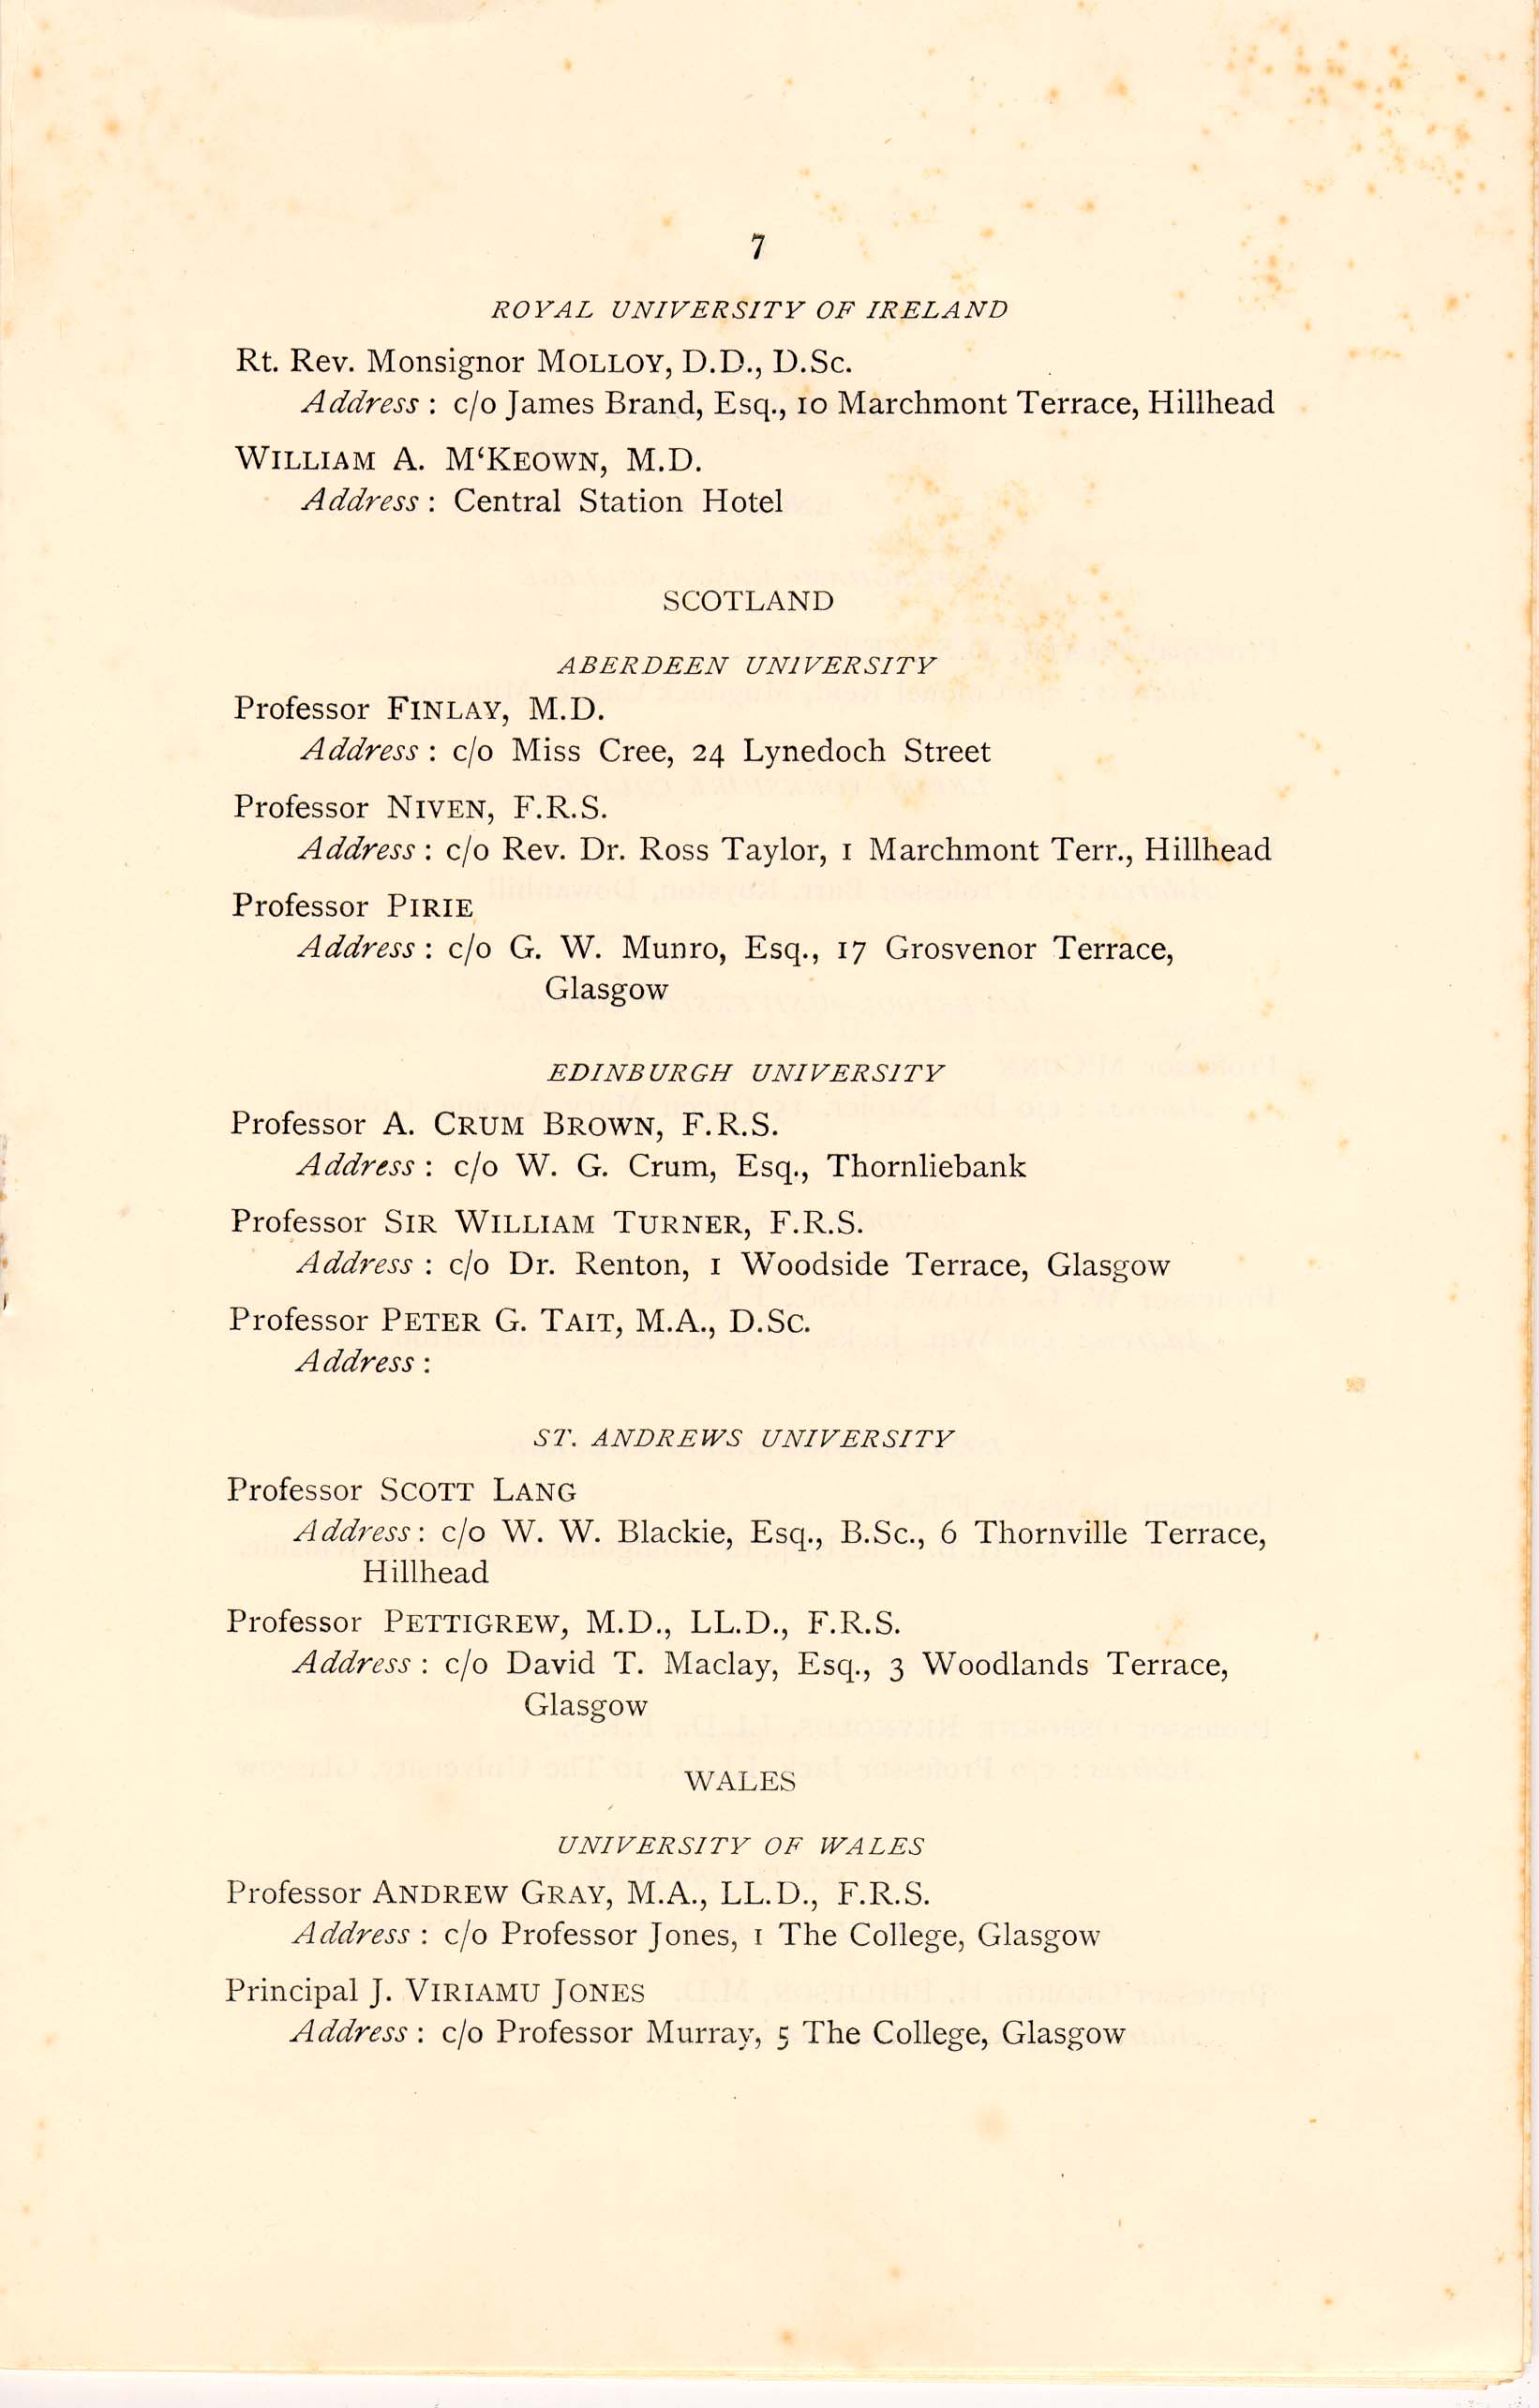 7
ROYAL UNIVERSITY OF IRELAND
Rt. Rev. Monsignor MOLLOY, D.D., D.Sc.
Address : c/o James Brand, Esq., 10 Marchmont Terrace, Hillhead
WILLIAM A. M‘KEOWN, M.D.
Address : Central Station Hotel
SCOTLAND
ABERDEEN UNIVERSITY
Professor FINLAY, M.D.
Address : c/o Miss Cree, 24 Lynedoch Street
Professor NIVEN, F.R.S.
Address : c/o Rev. Dr. Ross Taylor, 1 Marchmont Terr., Hillhead
Professor PIRIE
Address : c/o G. W. Munro, Esq., 17 Grosvenor Terrace,
Glasgow
EDINBURGH UNIVERSITY
Professor A. CRUM BROWN, F.R.S.
Address : c/o W. G. Crum, Esq., Thornliebank
Professor SIR WILLIAM TURNER, F.R.S.
Address : c/o Dr. Renton, 1 Woodside Terrace, Glasgow
Professor PETER G. TAIT, M.A., D.SC.
Address :
ST. ANDREWS UNIVERSITY
Professor SCOTT LANG
Address : c/o W. W. Blackie, Esq., B.Sc., 6 Thornville Terrace,
Hillhead
Professor PETTIGREW, M.D., LL.D., F.R.S.
Address : c/o David T. Maclay, Esq., 3 Woodlands Terrace,
Glasgow
WALES
UNIVERSITY OF WALES
Professor ANDREW GRAY, M.A., LL.D., F.R.S.
Address : c/o Professor Jones, 1 The College, Glasgow
Principal J. VIRIAMU JONES
Address : c/o Professor Murray, 5 The College, Glasgow